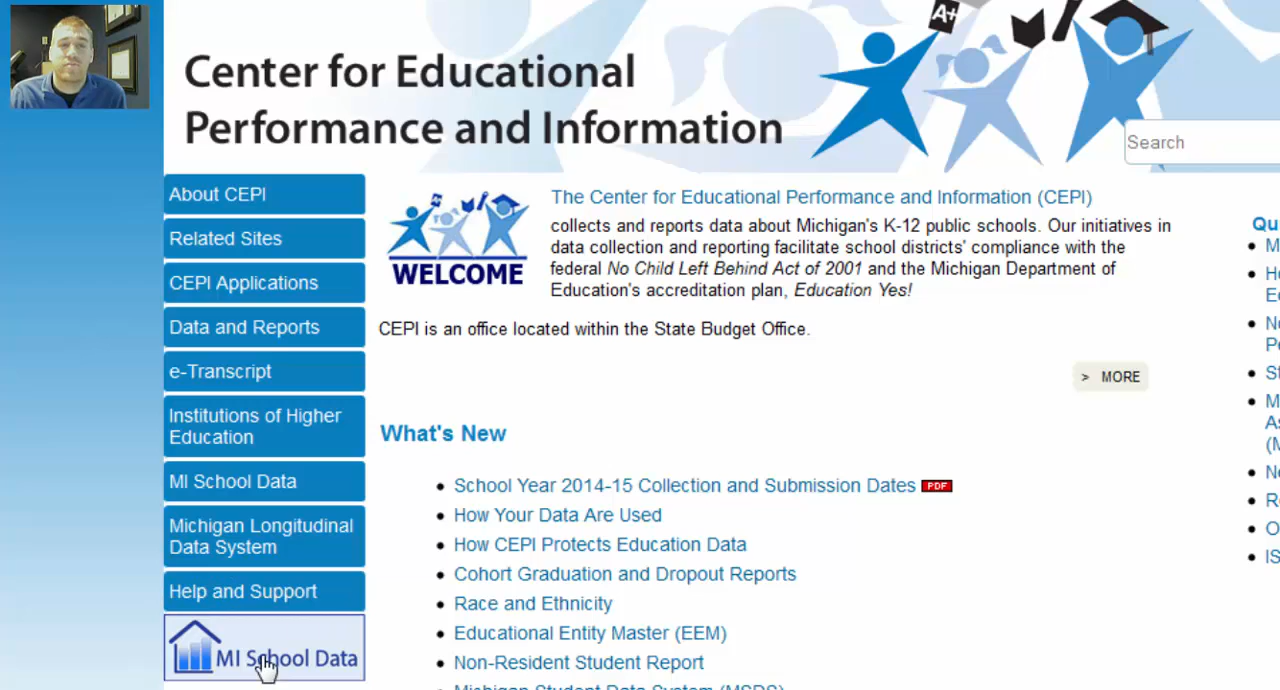 A+
Center for Educational
Performance and Information
Search
About CEPI
Related Sites
CEPI Applications
Data and Reports
e-Transcript
Institutions of Higher
Education
MI School Data
Michigan Longitudinal
Data System
Help and Support
MI School Data
WELCOME
The Center for Educational Performance and Information (CEPI)
collects and reports data about Michigan's K-12 public schools. Our initiatives in
data collection and reporting facilitate school districts' compliance with the
federal No Child Left Behind Act of 2001 and the Michigan Department of
Education's accreditation plan, Education Yes!
CEPI is an office located within the State Budget Office.
> MORE
What's New
• School Year 2014-15 Collection and Submission Dates PDF
• How Your Data Are Used
• How CEPI Protects Education Data
• Cohort Graduation and Dropout Reports
• Race and Ethnicity
• Educational Entity Master (EEM)
• Non-Resident Student Report
Michigan Student Data System (MSDS)